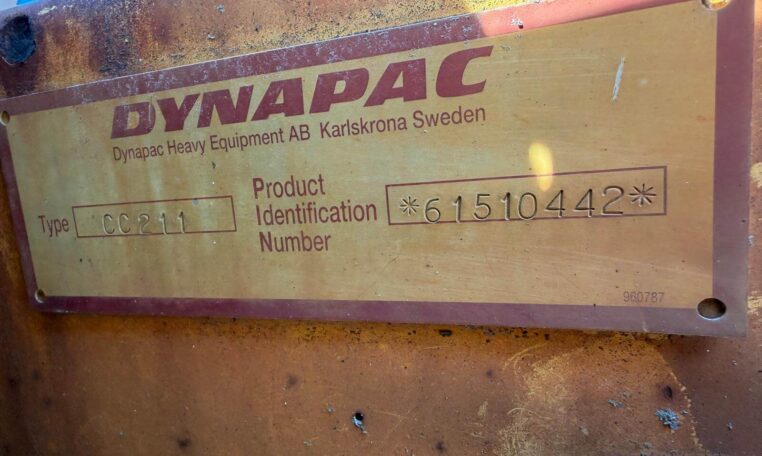 DYNAPAC
Dynapac Heavy Equipment AB Karlskrona Sweden
Type CC211
Product
Identification
Number
*61510442*
960787